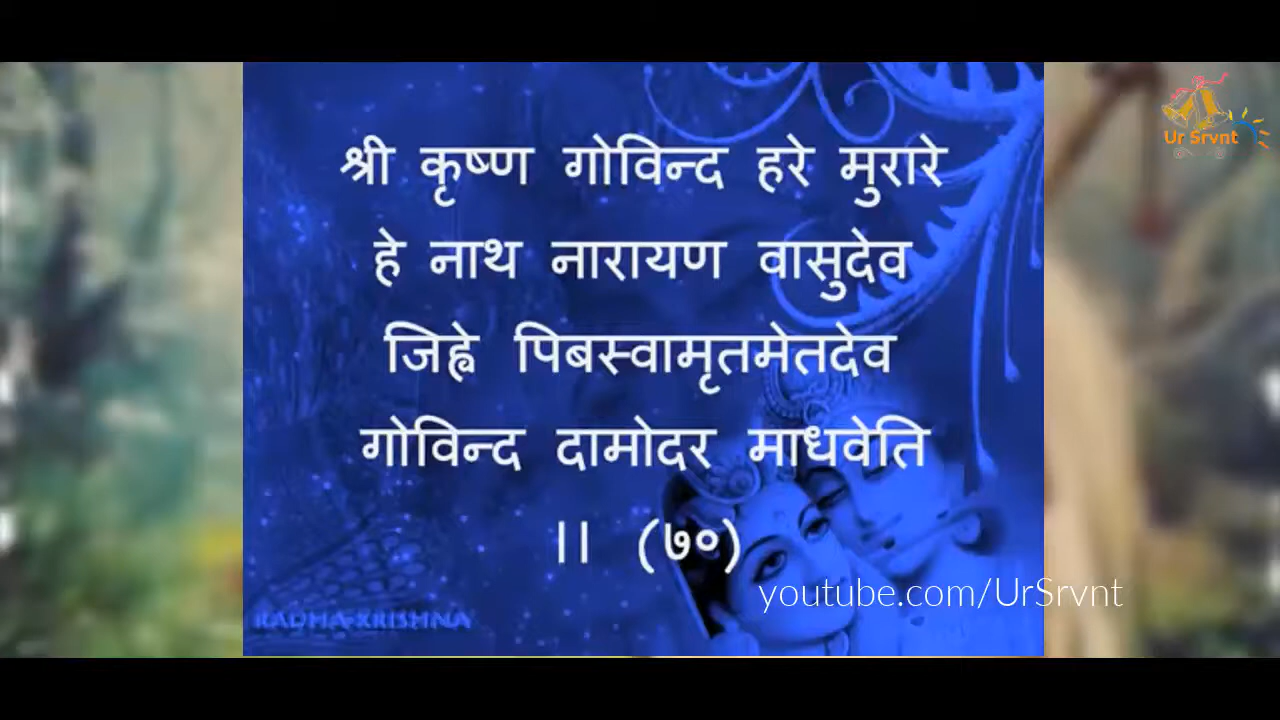 Ur Srvnt
श्री कृष्ण गोविन्द हरे मुरारे
हे नाथ नारायण वासुदेव
जिह्वे पिबस्वामृतमेतदेव
गोविन्द दामोदर माधवेति
।। (७०)
youtube.com/UrSrvnt
RADHA-KRISHNA